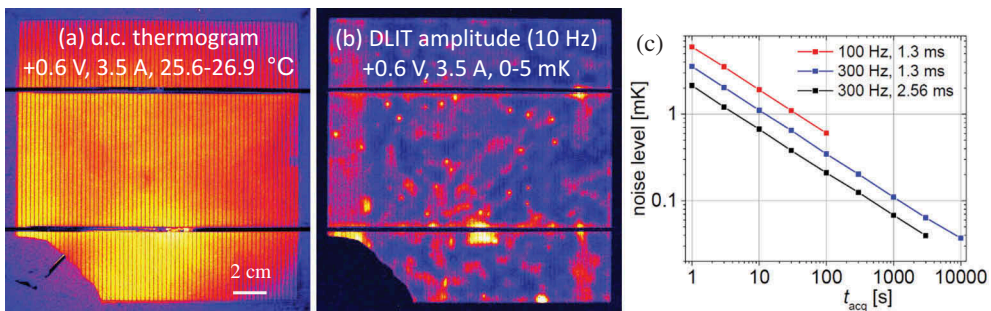 (a) d.c. thermogram
+0.6 V, 3.5 A, 25.6-26.9 °C
2 cm
(b) DLIT amplitude (10 Hz)
+0.6 V, 3.5 A, 0-5 mK
(c)
100 Hz, 1.3 ms
300 Hz, 1.3 ms
300 Hz, 2.56 ms
noise level [mK]
1
0.1
1 10 100 1000 10000
t_acq [s]